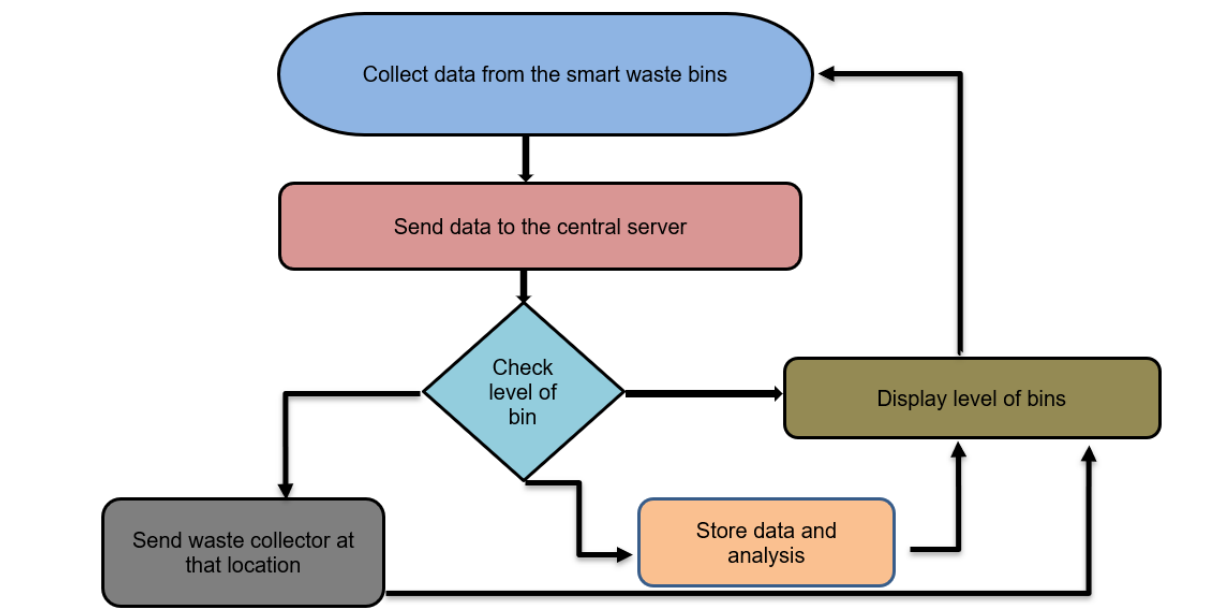 Collect data from the smart waste bins
Send data to the central server
Check
level of
bin
Display level of bins
Send waste collector at
that location
Store data and
analysis